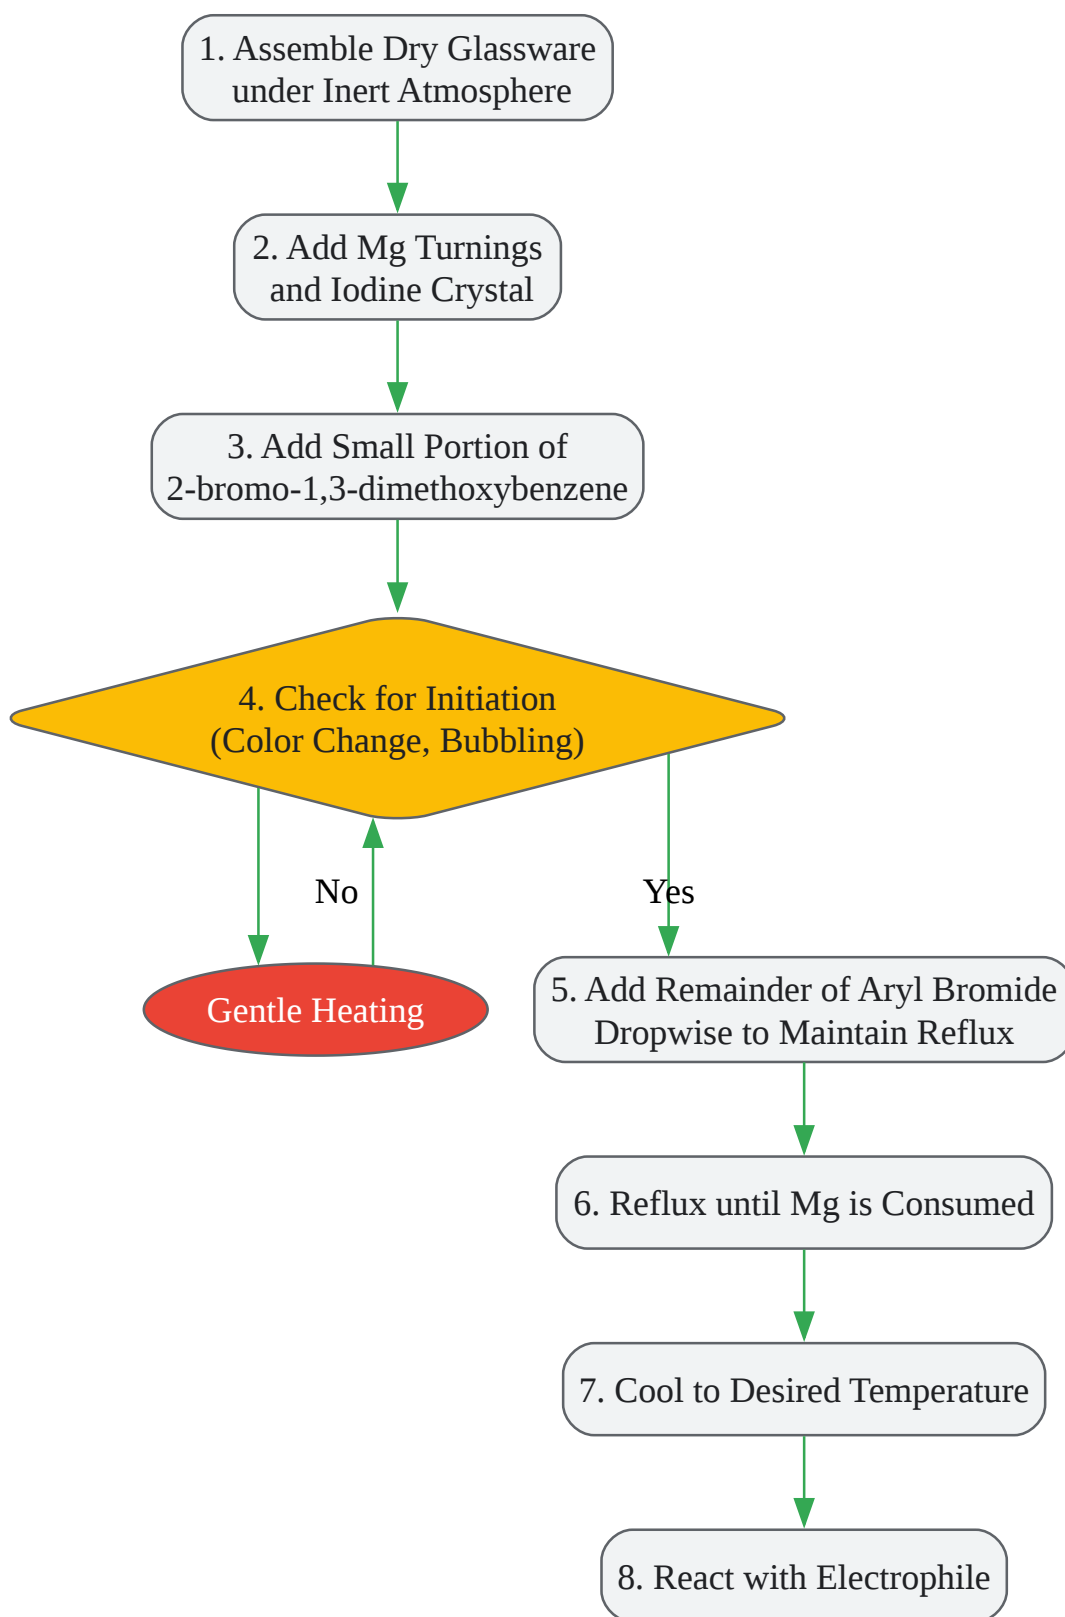 1. Assemble Dry Glassware
under Inert Atmosphere
2. Add Mg Turnings
and Iodine Crystal
3. Add Small Portion of
2-bromo-1,3-dimethoxybenzene
4. Check for Initiation
(Color Change, Bubbling)
No
Yes
Gentle Heating
5. Add Remainder of Aryl Bromide
Dropwise to Maintain Reflux
6. Reflux until Mg is Consumed
7. Cool to Desired Temperature
8. React with Electrophile